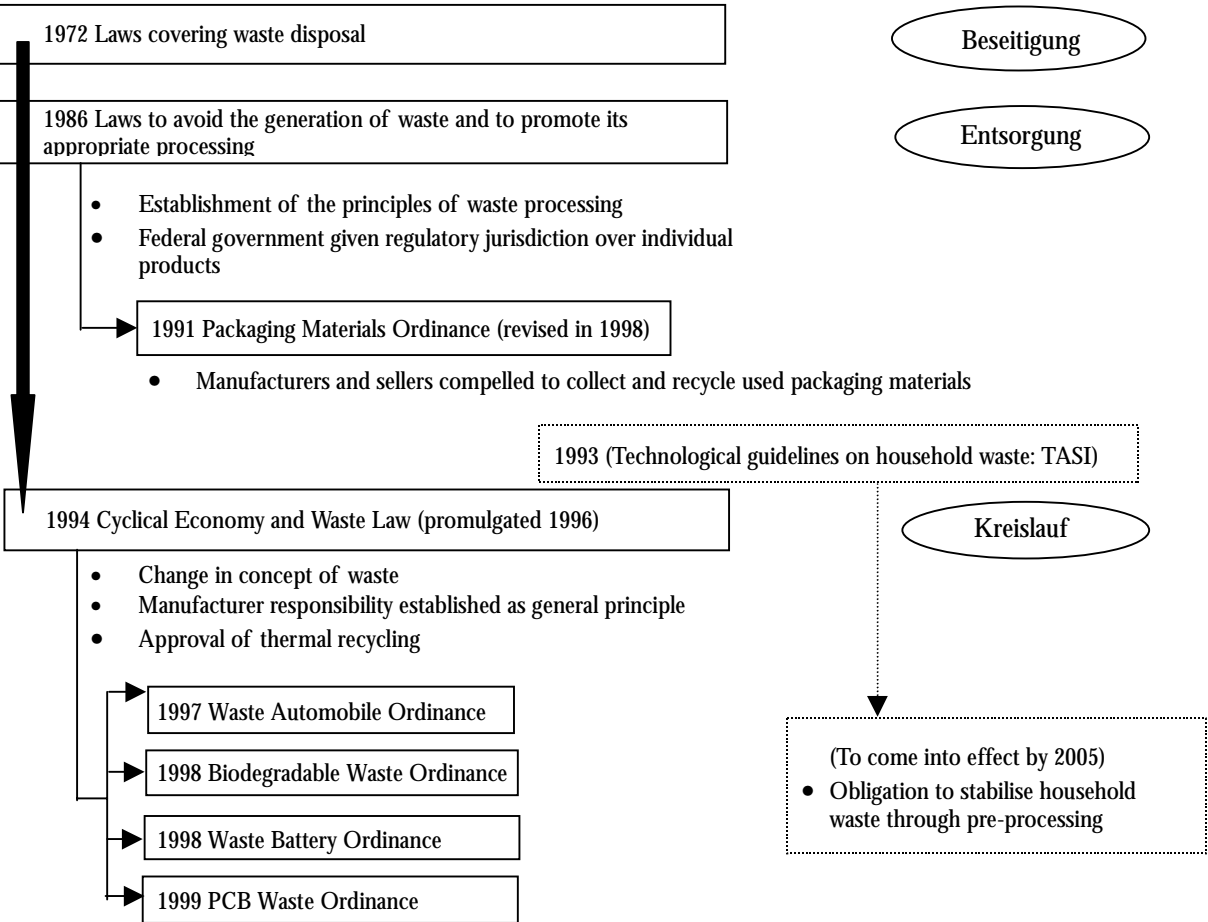 1972 Laws covering waste disposal
Beseitigung
1986 Laws to avoid the generation of waste and to promote its
appropriate processing
Entsorgung
• Establishment of the principles of waste processing
• Federal government given regulatory jurisdiction over individual
products
1991 Packaging Materials Ordinance (revised in 1998)
• Manufacturers and sellers compelled to collect and recycle used packaging materials
1993 (Technological guidelines on household waste: TASI)
1994 Cyclical Economy and Waste Law (promulgated 1996)
Kreislauf
• Change in concept of waste
• Manufacturer responsibility established as general principle
• Approval of thermal recycling
1997 Waste Automobile Ordinance
1998 Biodegradable Waste Ordinance
1998 Waste Battery Ordinance
1999 PCB Waste Ordinance
(To come into effect by 2005)
• Obligation to stabilise household
waste through pre-processing